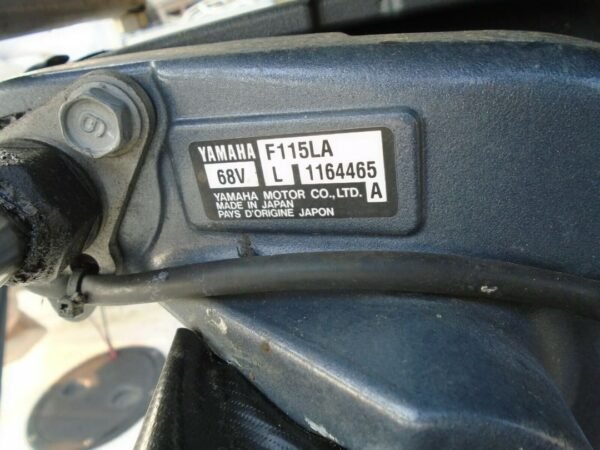 YAMAHA F115LA
68V L 1164465
YAMAHA MOTOR CO., LTD. A
MADE IN JAPAN
PAYS D'ORIGINE JAPON